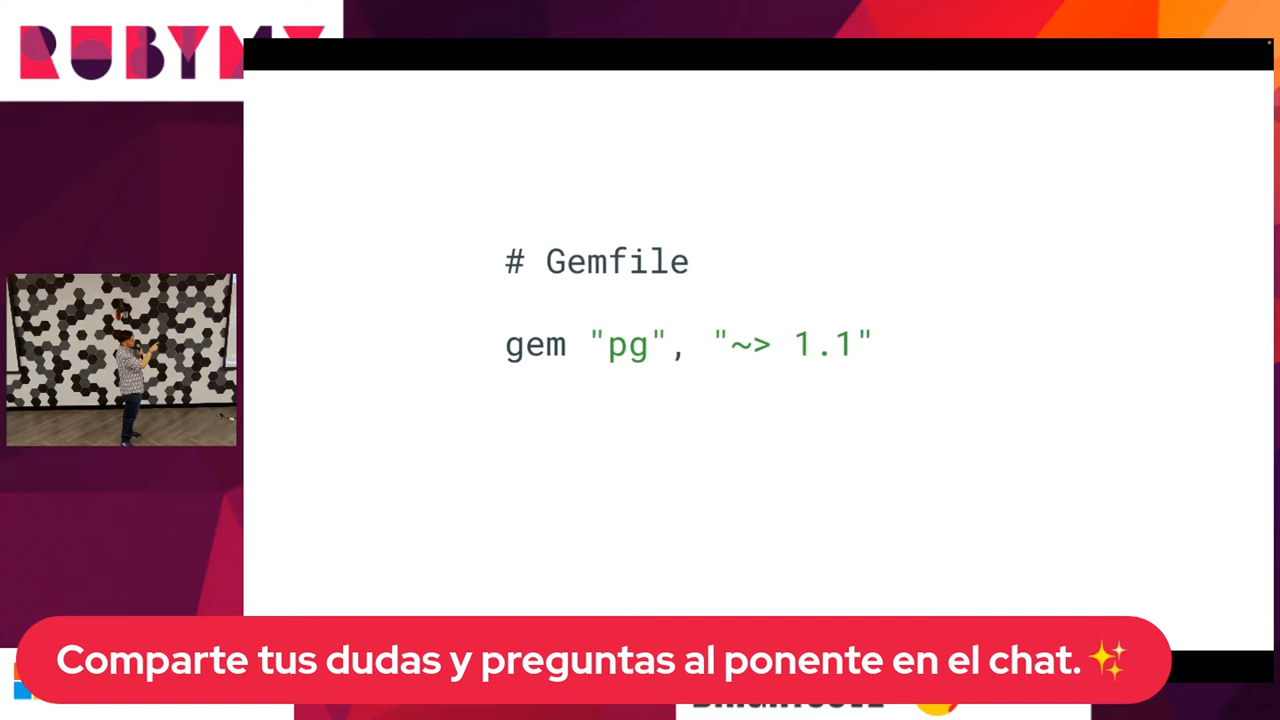 RUBYMX
# Gemfile
gem "pg", "~> 1.1"
Comparte tus dudas y preguntas al ponente en el chat.✨